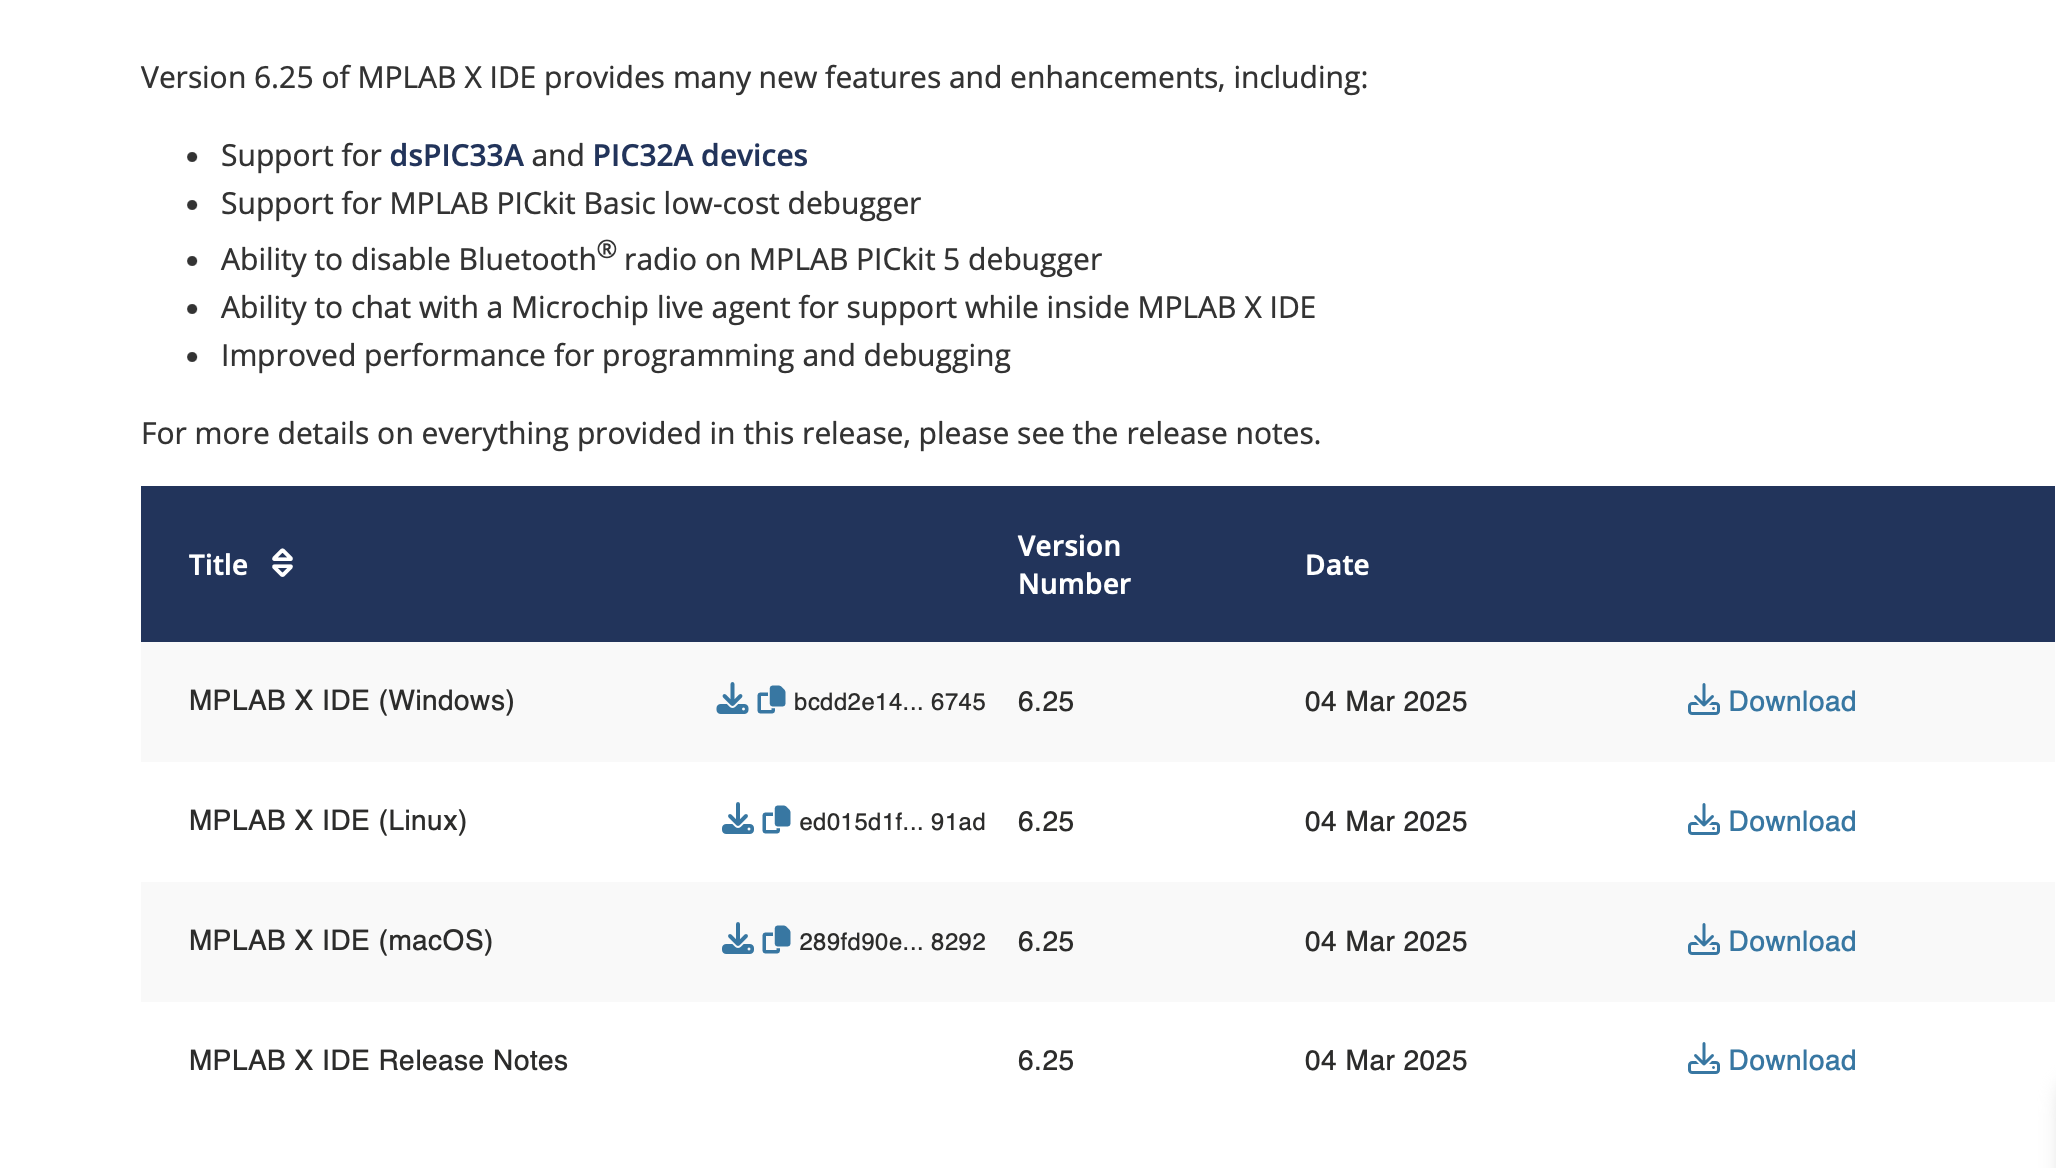 Version 6.25 of MPLAB X IDE provides many new features and enhancements, including:
• Support for dsPIC33A and PIC32A devices
• Support for MPLAB PICkit Basic low-cost debugger
• Ability to disable Bluetooth® radio on MPLAB PICkit 5 debugger
• Ability to chat with a Microchip live agent for support while inside MPLAB X IDE
• Improved performance for programming and debugging
For more details on everything provided in this release, please see the release notes.
Title Version Number Date
MPLAB X IDE (Windows) bcdd2e14... 6745 6.25 04 Mar 2025 Download
MPLAB X IDE (Linux) ed015d1f... 91ad 6.25 04 Mar 2025 Download
MPLAB X IDE (macOS) 289fd90e... 8292 6.25 04 Mar 2025 Download
MPLAB X IDE Release Notes 6.25 04 Mar 2025 Download